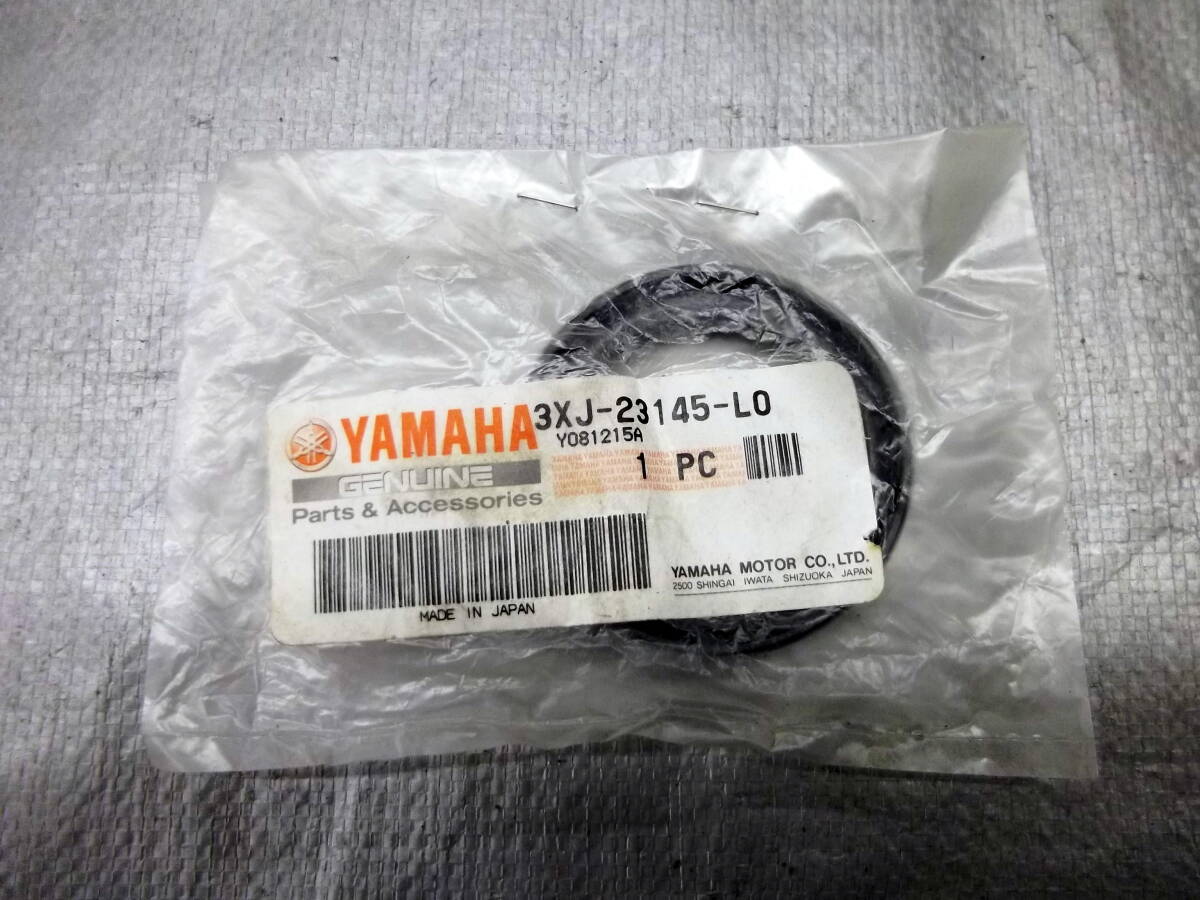 YAMAHA
3XJ-23145-L0
Y081215A
GENUINE
1 PC
Parts & Accessories
YAMAHA MOTOR CO.,LTD.
2500 SHINGAI IWATA SHIZUOKA JAPAN
MADE IN JAPAN